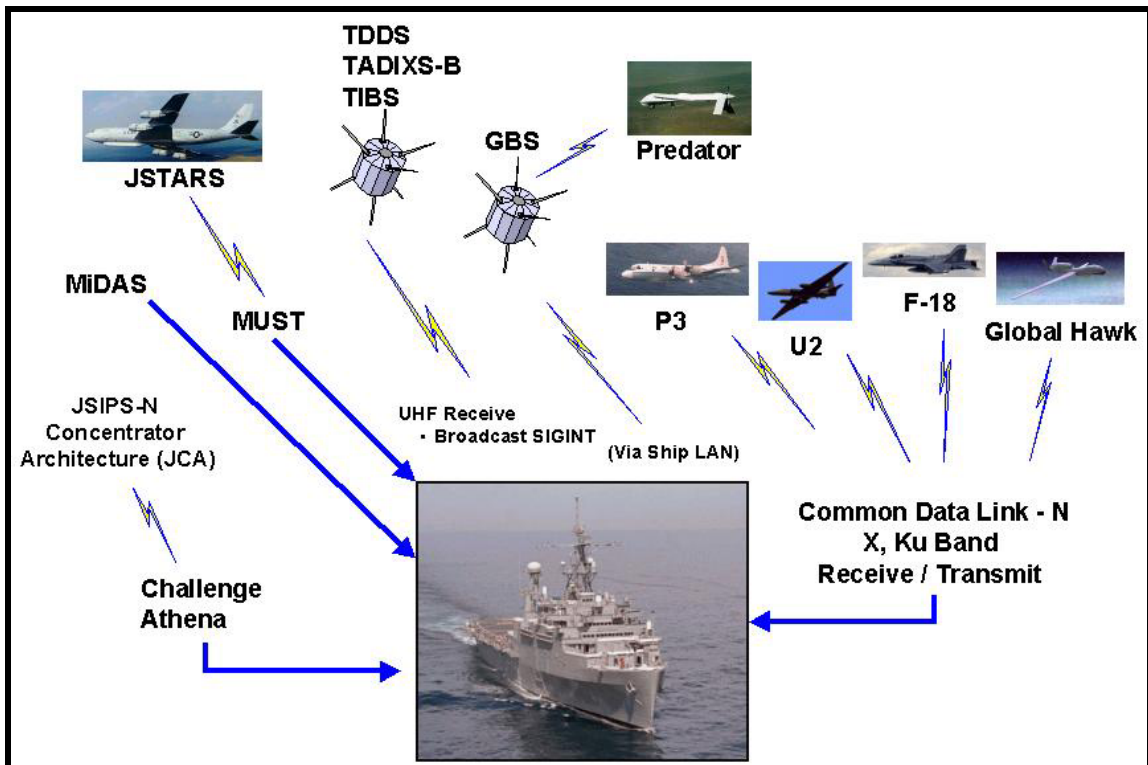 TDDS
TADIXS-B
TIBS
GBS
Predator
JSTARS
MiDAS
MUST
P3
U2
F-18
Global Hawk
JSIPS-N
Concentrator
Architecture (JCA)
UHF Receive
- Broadcast SIGINT
(Via Ship LAN)
Common Data Link - N
X, Ku Band
Receive / Transmit
Challenge
Athena